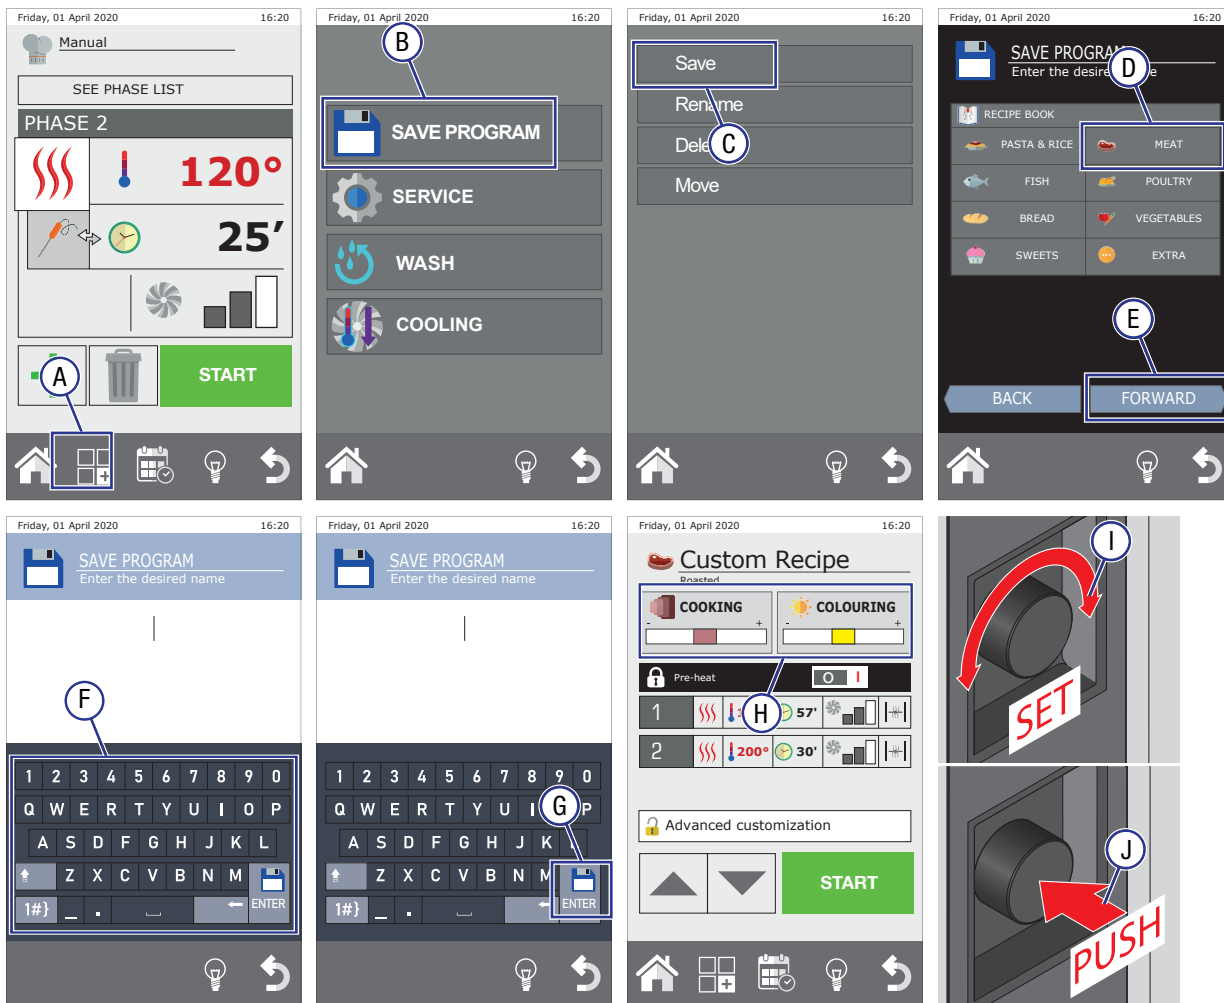 Friday, 01 April 2020 16:20
Manual
SEE PHASE LIST
PHASE 2
120°
25’
A
START
Friday, 01 April 2020 16:20
B
SAVE PROGRAM
SERVICE
WASH
COOLING
Friday, 01 April 2020 16:20
Save
Rename
C
Move
Friday, 01 April 2020 16:20
SAVE PROGRAM
Enter the desired
D
RECIPE BOOK
PASTA & RICE MEAT
FISH POULTRY
BREAD VEGETABLES
SWEETS EXTRA
E
BACK FORWARD
Friday, 01 April 2020 16:20
SAVE PROGRAM
Enter the desired name
F
1 2 3 4 5 6 7 8 9 0
Q W E R T Y U I O P
A S D F G H J K L
Z X C V B N M
1#} _ . ENTER
Friday, 01 April 2020 16:20
SAVE PROGRAM
Enter the desired name
1 2 3 4 5 6 7 8 9 0
Q W E R T Y U I P
G
A S D F G H J K
Z X C V B N M
1#} _ . ENTER
Friday, 01 April 2020 16:20
Custom Recipe
Roasted
COOKING COLOURING
- + - +
Pre-heat O I
H
1 57'
2 200° 30'
Advanced customization
START
I
SET
J
PUSH